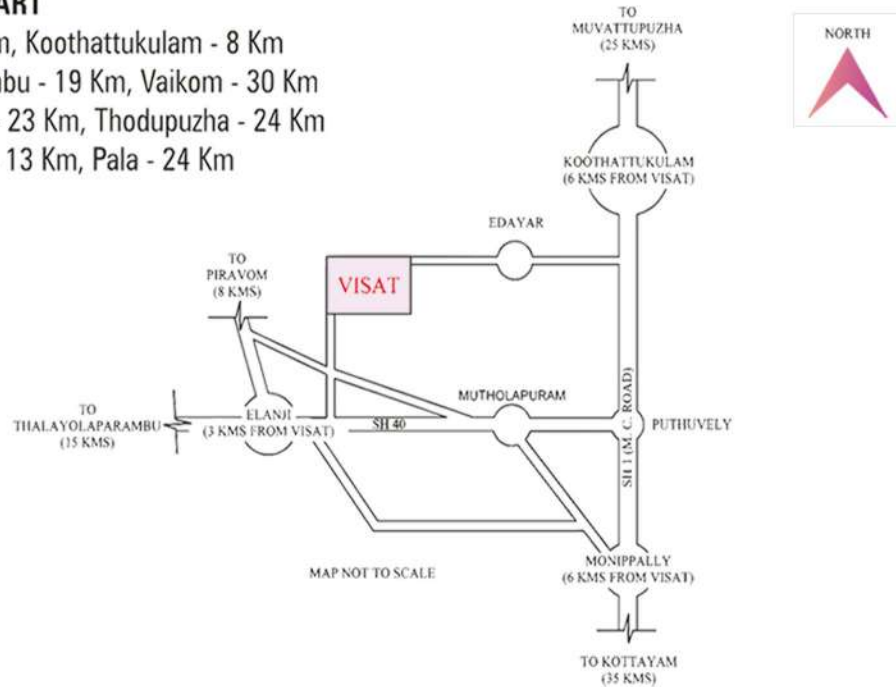 ART
m, Koothattukulam - 8 Km
bu - 19 Km, Vaikom - 30 Km
23 Km, Thodupuzha - 24 Km
13 Km, Pala - 24 Km
TO
MUVATTUPUZHA
(25 KMS)
NORTH
KOOTHATTUKULAM
(6 KMS FROM VISAT)
EDAYAR
TO
PIRAVOM
(8 KMS)
VISAT
MUTHOLAPURAM
TO
THALAYOLAPARAMBU
(15 KMS)
ELANJI
(3 KMS FROM VISAT)
SH 40
SH 1 (M. C. ROAD)
PUTHUVELY
MAP NOT TO SCALE
MONIPPALLY
(6 KMS FROM VISAT)
TO KOTTAYAM
(35 KMS)